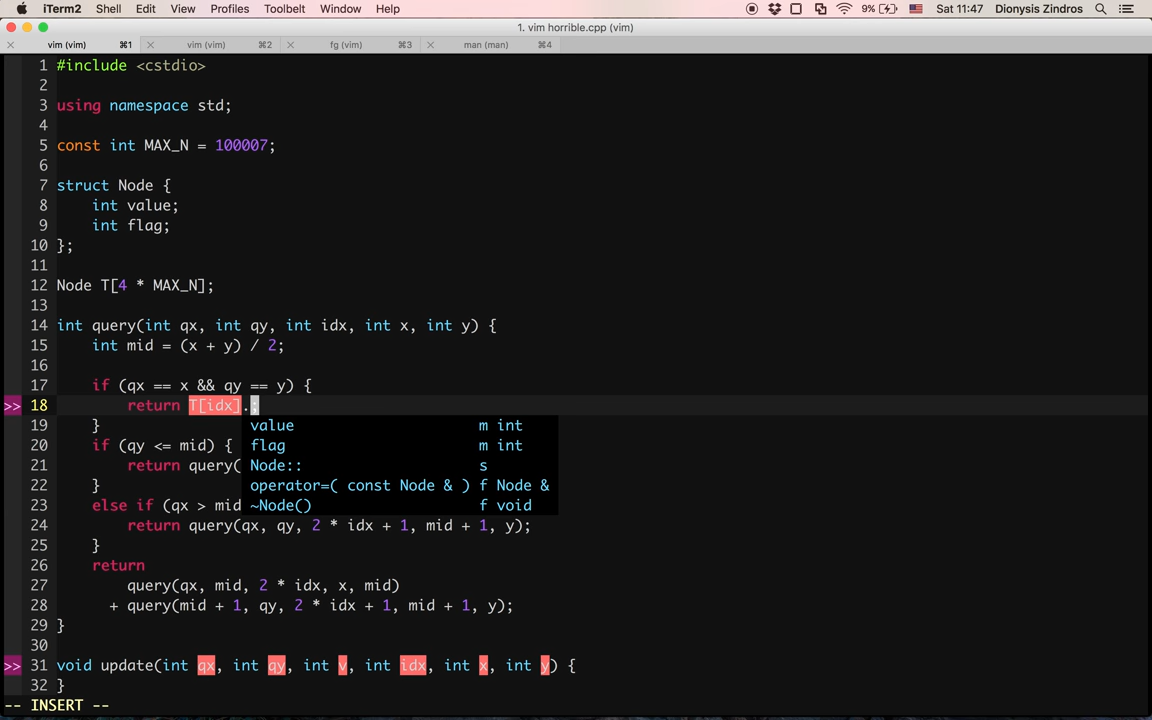 iTerm2 Shell Edit View Profiles Toolbelt Window Help 9% Sat 11:47 Dionysis Zindros
1. vim horrible.cpp (vim)
vim (vim) ⌘1 vim (vim) ⌘2 fg (vim) ⌘3 man (man) ⌘4
1 #include <cstdio>
2
3 using namespace std;
4
5 const int MAX_N = 100007;
6
7 struct Node {
8 int value;
9 int flag;
10 };
11
12 Node T[4 * MAX_N];
13
14 int query(int qx, int qy, int idx, int x, int y) {
15 int mid = (x + y) / 2;
16
17 if (qx == x && qy == y) {
>> 18 return T[idx].;
19 } value m int
20 if (qy <= mid) { flag m int
21 return query( Node:: s
22 } operator=( const Node & ) f Node &
23 else if (qx > mid ~Node() f void
24 return query(qx, qy, 2 * idx + 1, mid + 1, y);
25 }
26 return
27 query(qx, mid, 2 * idx, x, mid)
28 + query(mid + 1, qy, 2 * idx + 1, mid + 1, y);
29 }
30
>> 31 void update(int qx, int qy, int v, int idx, int x, int y) {
32 }
-- INSERT --